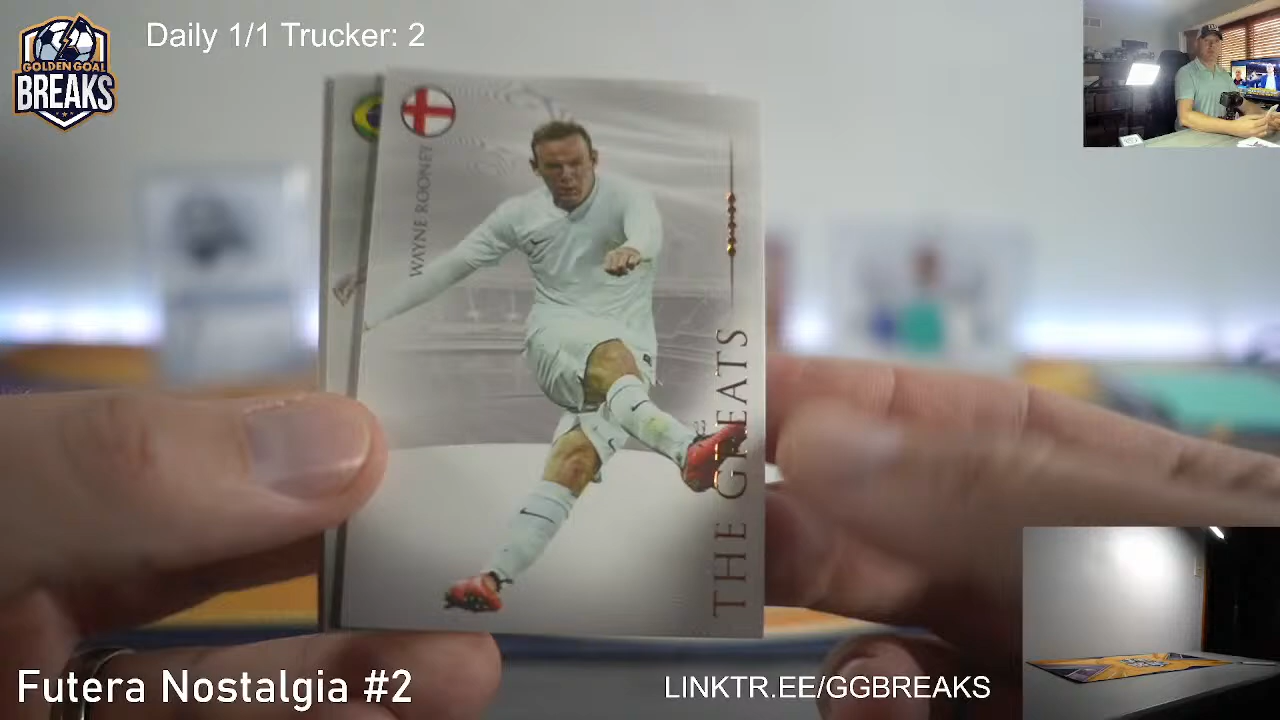 Daily 1/1 Trucker: 2
GOLDEN GOAL
BREAKS
WAYNE ROONEY
THE GREATS
Futera Nostalgia #2
LINKTR.EE/GGBREAKS